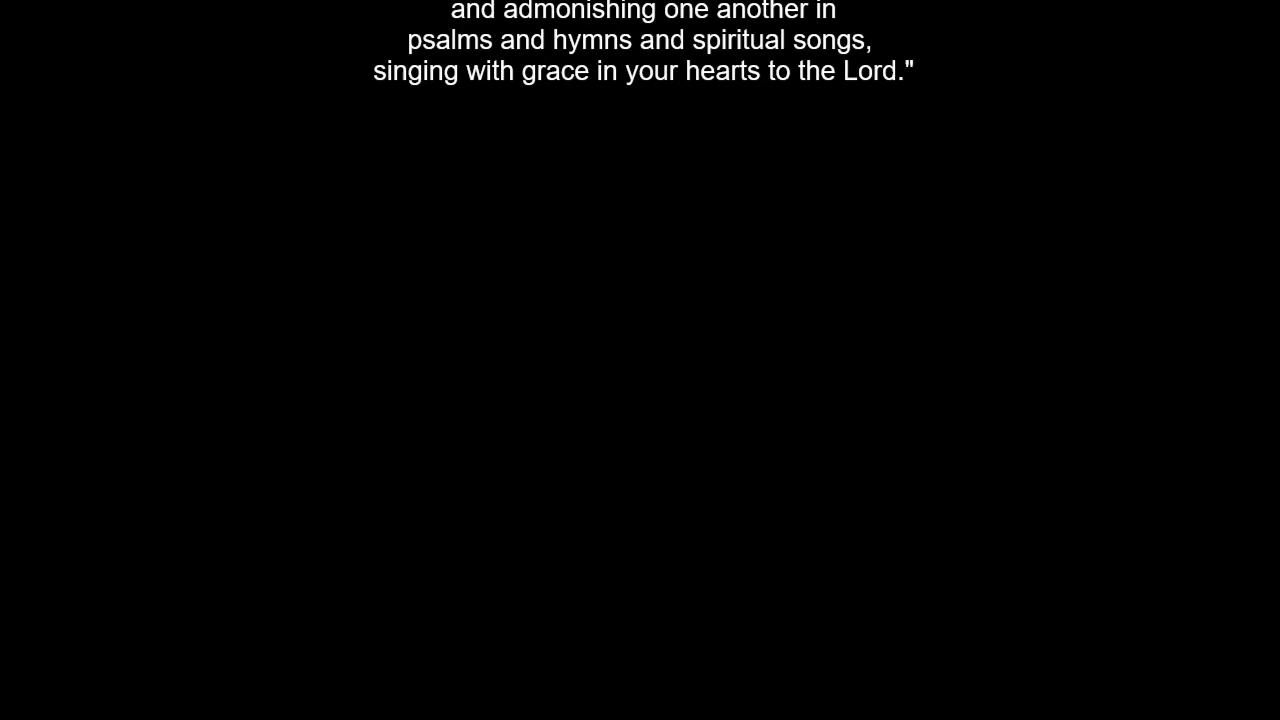 and admonishing one another in
psalms and hymns and spiritual songs,
singing with grace in your hearts to the Lord."